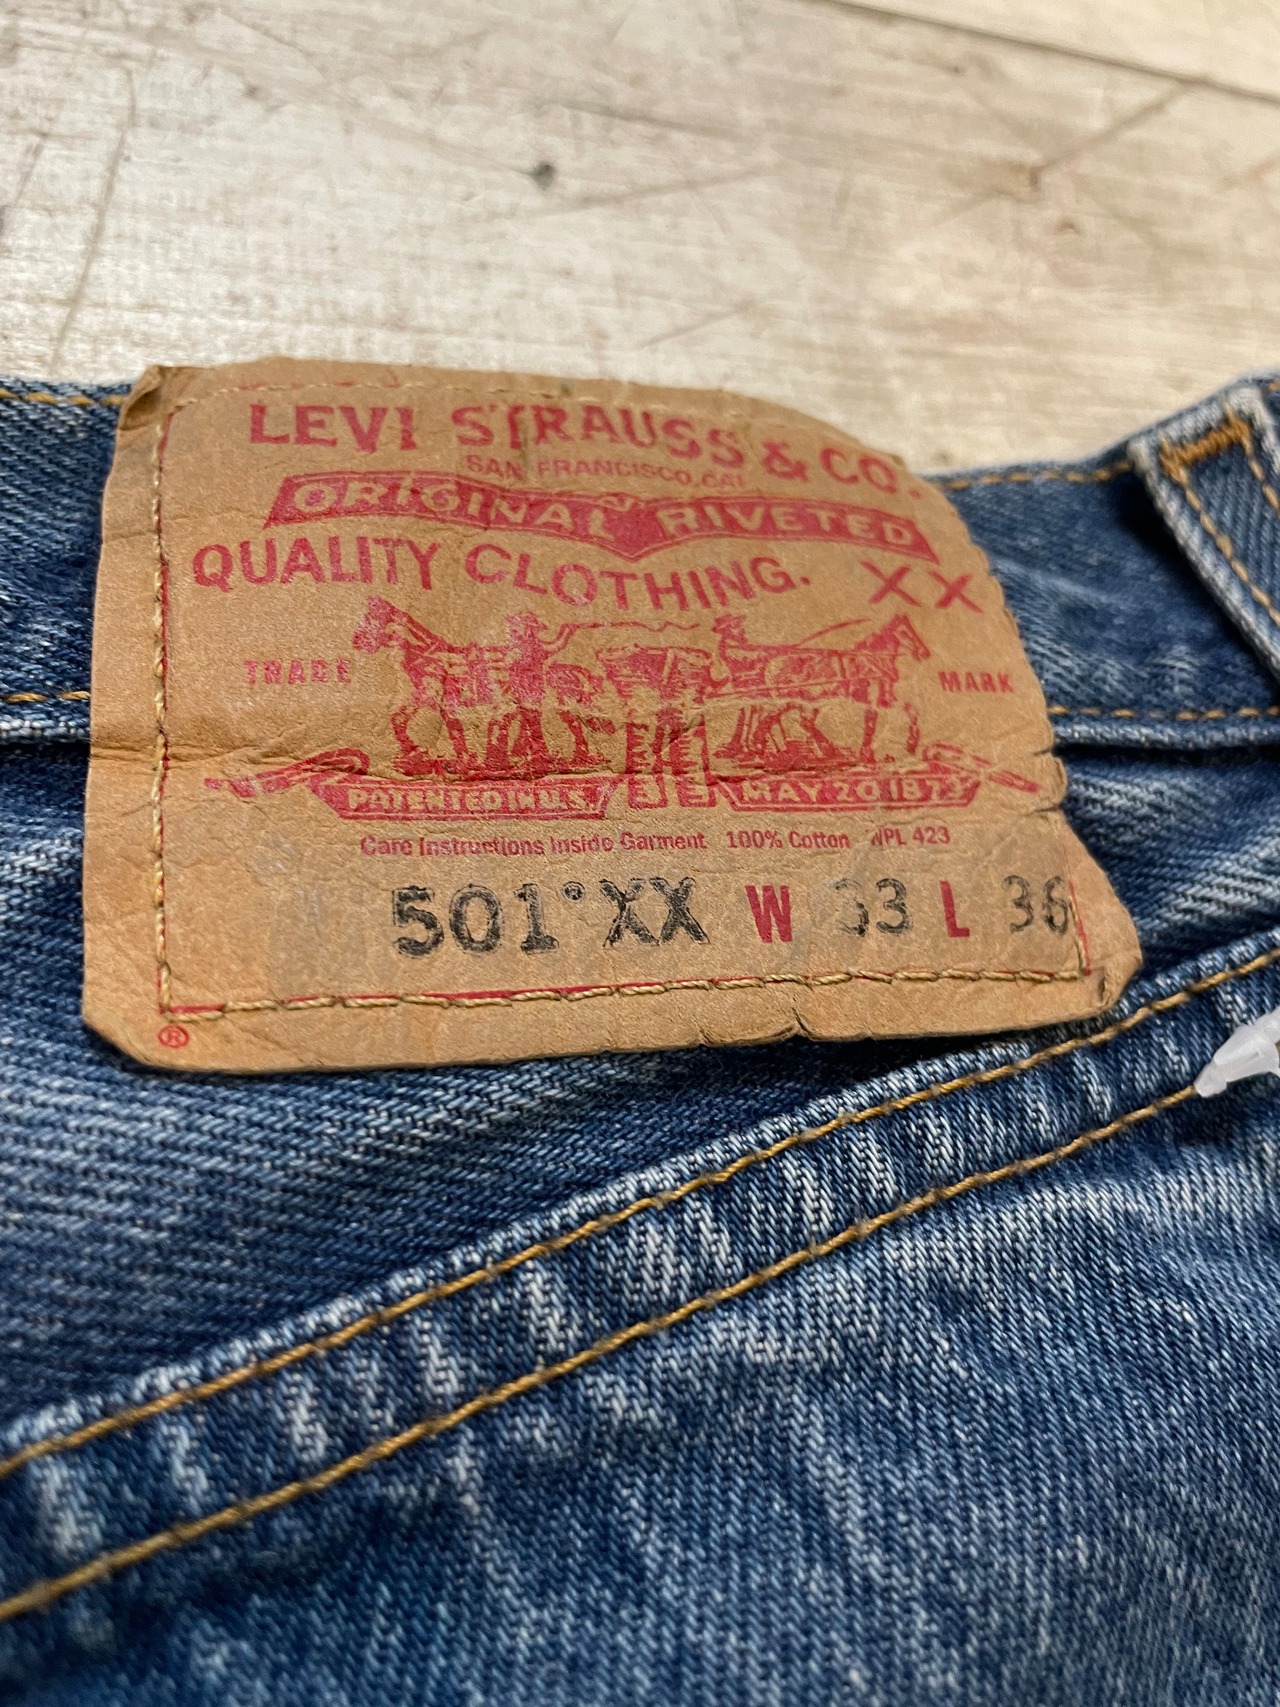 LEVI STRAUSS & CO.
SAN FRANCISCO, CAL
ORIGINAL RIVETED
QUALITY CLOTHING. XX
TRADE MARK
PATENTED IN U.S. MAY 20 1873
Care Instructions Inside Garment 100% Cotton WPL 423
501°XX W 33 L 36
®